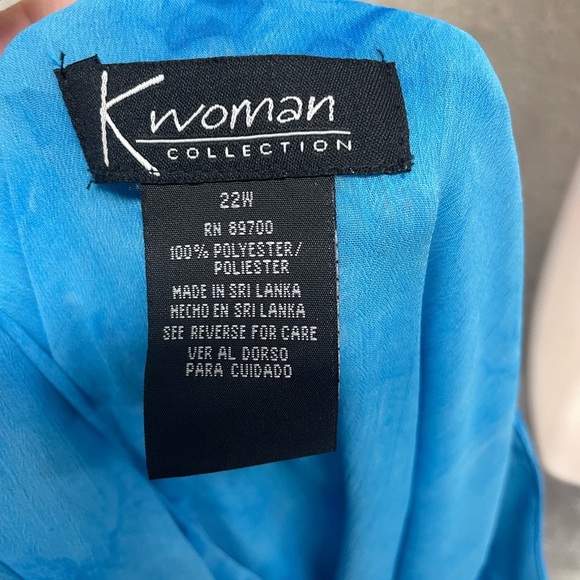 K woman
COLLECTION
22W
RN 89700
100% POLYESTER/
POLIESTER
MADE IN SRI LANKA
HECHO EN SRI LANKA
SEE REVERSE FOR CARE
VER AL DORSO
PARA CUIDADO